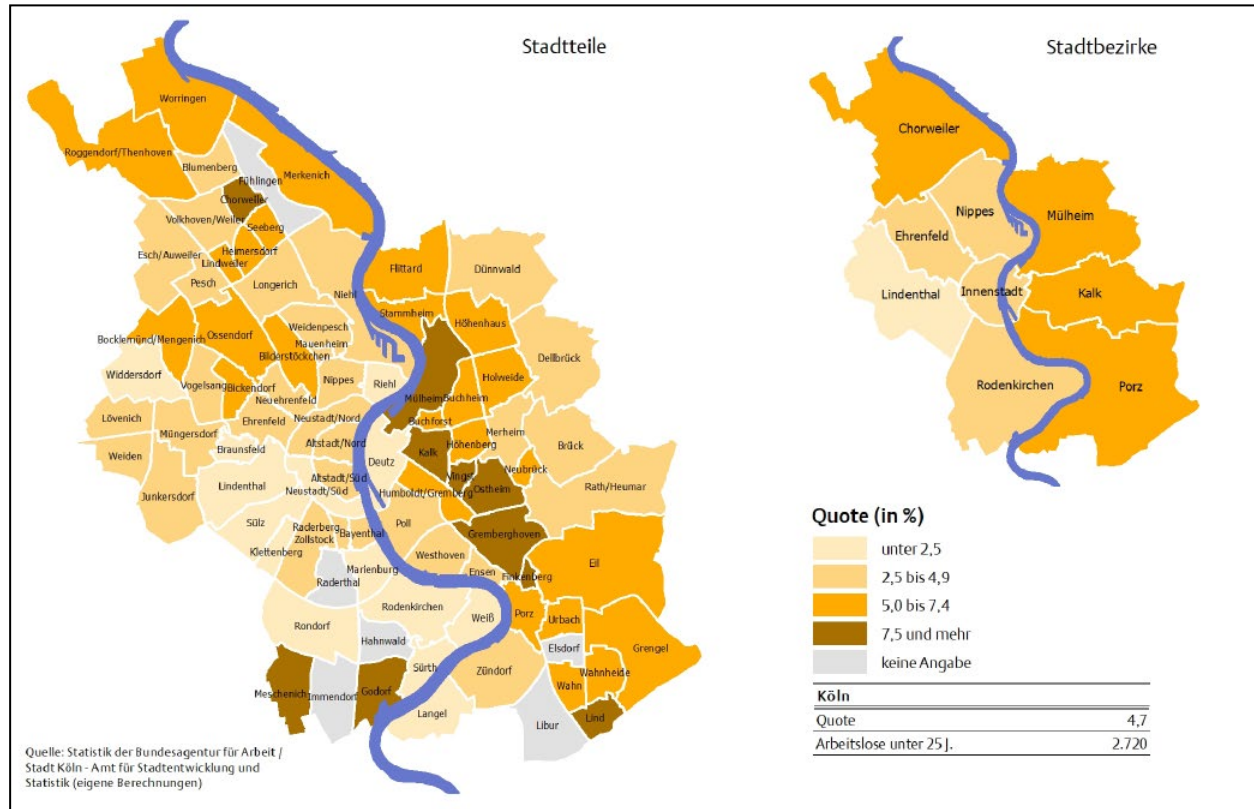 Stadtteile
Worringen
Roggendorf/Thenhoven
Blumenberg
Fühlingen
Merkenich
Chorweiler
Volkhoven/Weiler
Seeberg
Heimersdorf
Esch/Auweiler
Lindweiler
Pesch
Longerich
Niehl
Flittard
Dünnwald
Stammheim
Höhenhaus
Weidenpesch
Mauenheim
Ossendorf
Bocklemünd/Mengenich
Bilderstöckchen
Dellbrück
Widdersdorf
Vogelsang
Bickendorf
Nippes
Riehl
Holweide
Neuehrenfeld
Mülheim
Buchheim
Lövenich
Ehrenfeld
Neustadt/Nord
Buchforst
Müngersdorf
Merheim
Altstadt/Nord
Höhenberg
Brück
Braunsfeld
Weiden
Kalk
Deutz
Neubrück
Vingst
Altstadt/Süd
Lindenthal
Ostheim
Rath/Heumar
Neustadt/Süd
Humboldt/Gremberg
Junkersdorf
Sülz
Raderberg
Poll
Zollstock
Bayenthal
Gremberghoven
Klettenberg
Westhoven
Marienburg
Eil
Ensen
Finkenberg
Raderthal
Rodenkirchen
Weiß
Porz
Urbach
Rondorf
Hahnwald
Elsdorf
Grengel
Sürth
Zündorf
Wahn
Wahnheide
Meschenich
Immendorf
Godorf
Langel
Libur
Lind
Quelle: Statistik der Bundesagentur für Arbeit /
Stadt Köln - Amt für Stadtentwicklung und
Statistik (eigene Berechnungen)
Stadtbezirke
Chorweiler
Nippes
Mülheim
Ehrenfeld
Lindenthal
Innenstadt
Kalk
Rodenkirchen
Porz
Quote (in %)
unter 2,5
2,5 bis 4,9
5,0 bis 7,4
7,5 und mehr
keine Angabe
Köln
Quote 4,7
Arbeitslose unter 25 J. 2.720